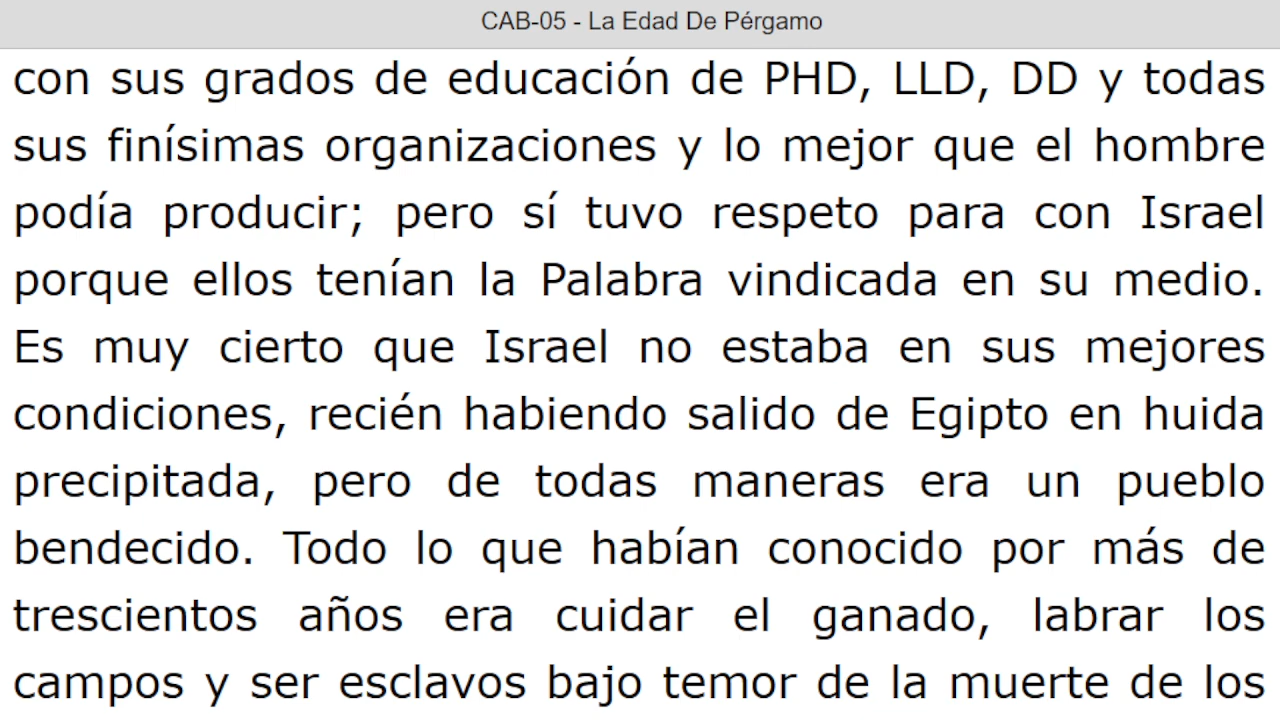 CAB-05 - La Edad De Pérgamo
con sus grados de educación de PHD, LLD, DD y todas
sus finísimas organizaciones y lo mejor que el hombre
podía producir; pero sí tuvo respeto para con Israel
porque ellos tenían la Palabra vindicada en su medio.
Es muy cierto que Israel no estaba en sus mejores
condiciones, recién habiendo salido de Egipto en huida
precipitada, pero de todas maneras era un pueblo
bendecido. Todo lo que habían conocido por más de
trescientos años era cuidar el ganado, labrar los
campos y ser esclavos bajo temor de la muerte de los